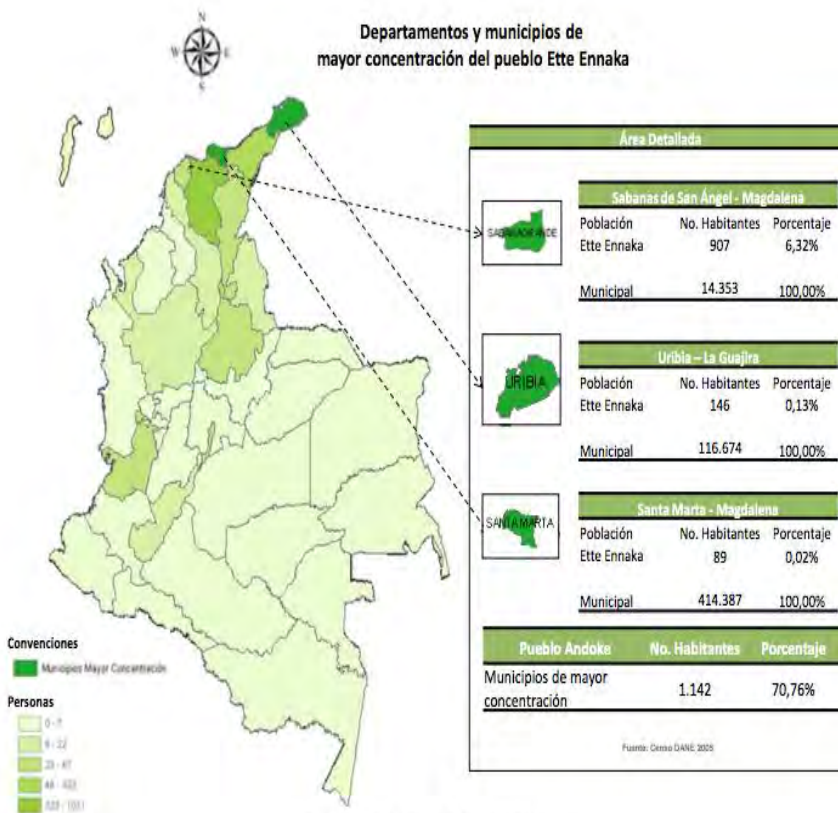 Departamentos y municipios de
mayor concentración del pueblo Ette Ennaka
N
W
E
S
Área Detallada
Sabanas de San Ángel - Magdalena
Población No. Habitantes Porcentaje
Ette Ennaka 907 6,32%
Municipal 14.353 100,00%
Uribia – La Guajira
URIBIA
Población No. Habitantes Porcentaje
Ette Ennaka 146 0,13%
Municipal 116.674 100,00%
Santa Marta - Magdalena
SANTA MARTA
Población No. Habitantes Porcentaje
Ette Ennaka 89 0,02%
Municipal 414.387 100,00%
Pueblo Andoke No. Habitantes Porcentaje
Municipios de mayor
concentración 1.142 70,76%
Fuente: Censo DANE 2005
Convenciones
Municipios Mayor Concentración
Personas